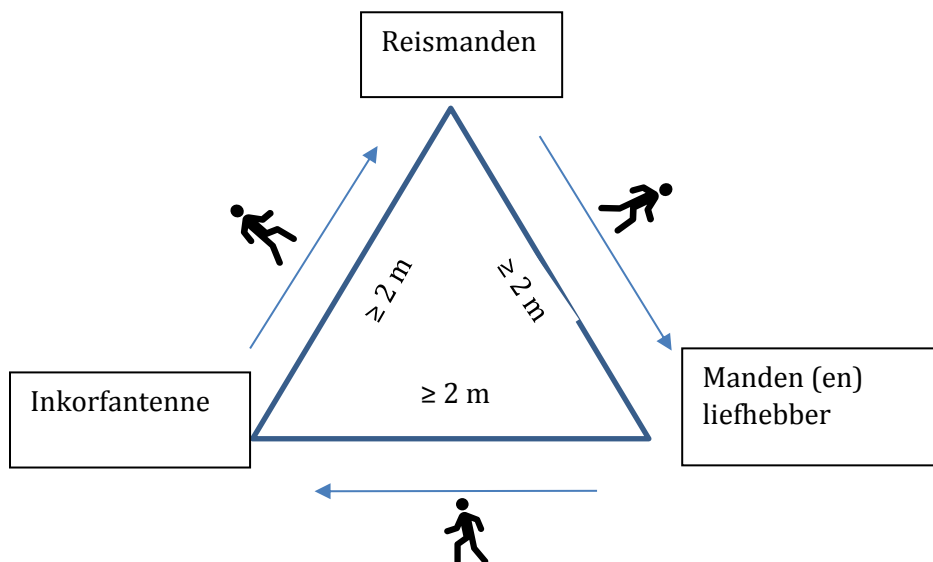 Reismanden
≥ 2 m
≥ 2 m
Inkorfantenne
≥ 2 m
Manden (en)
liefhebber